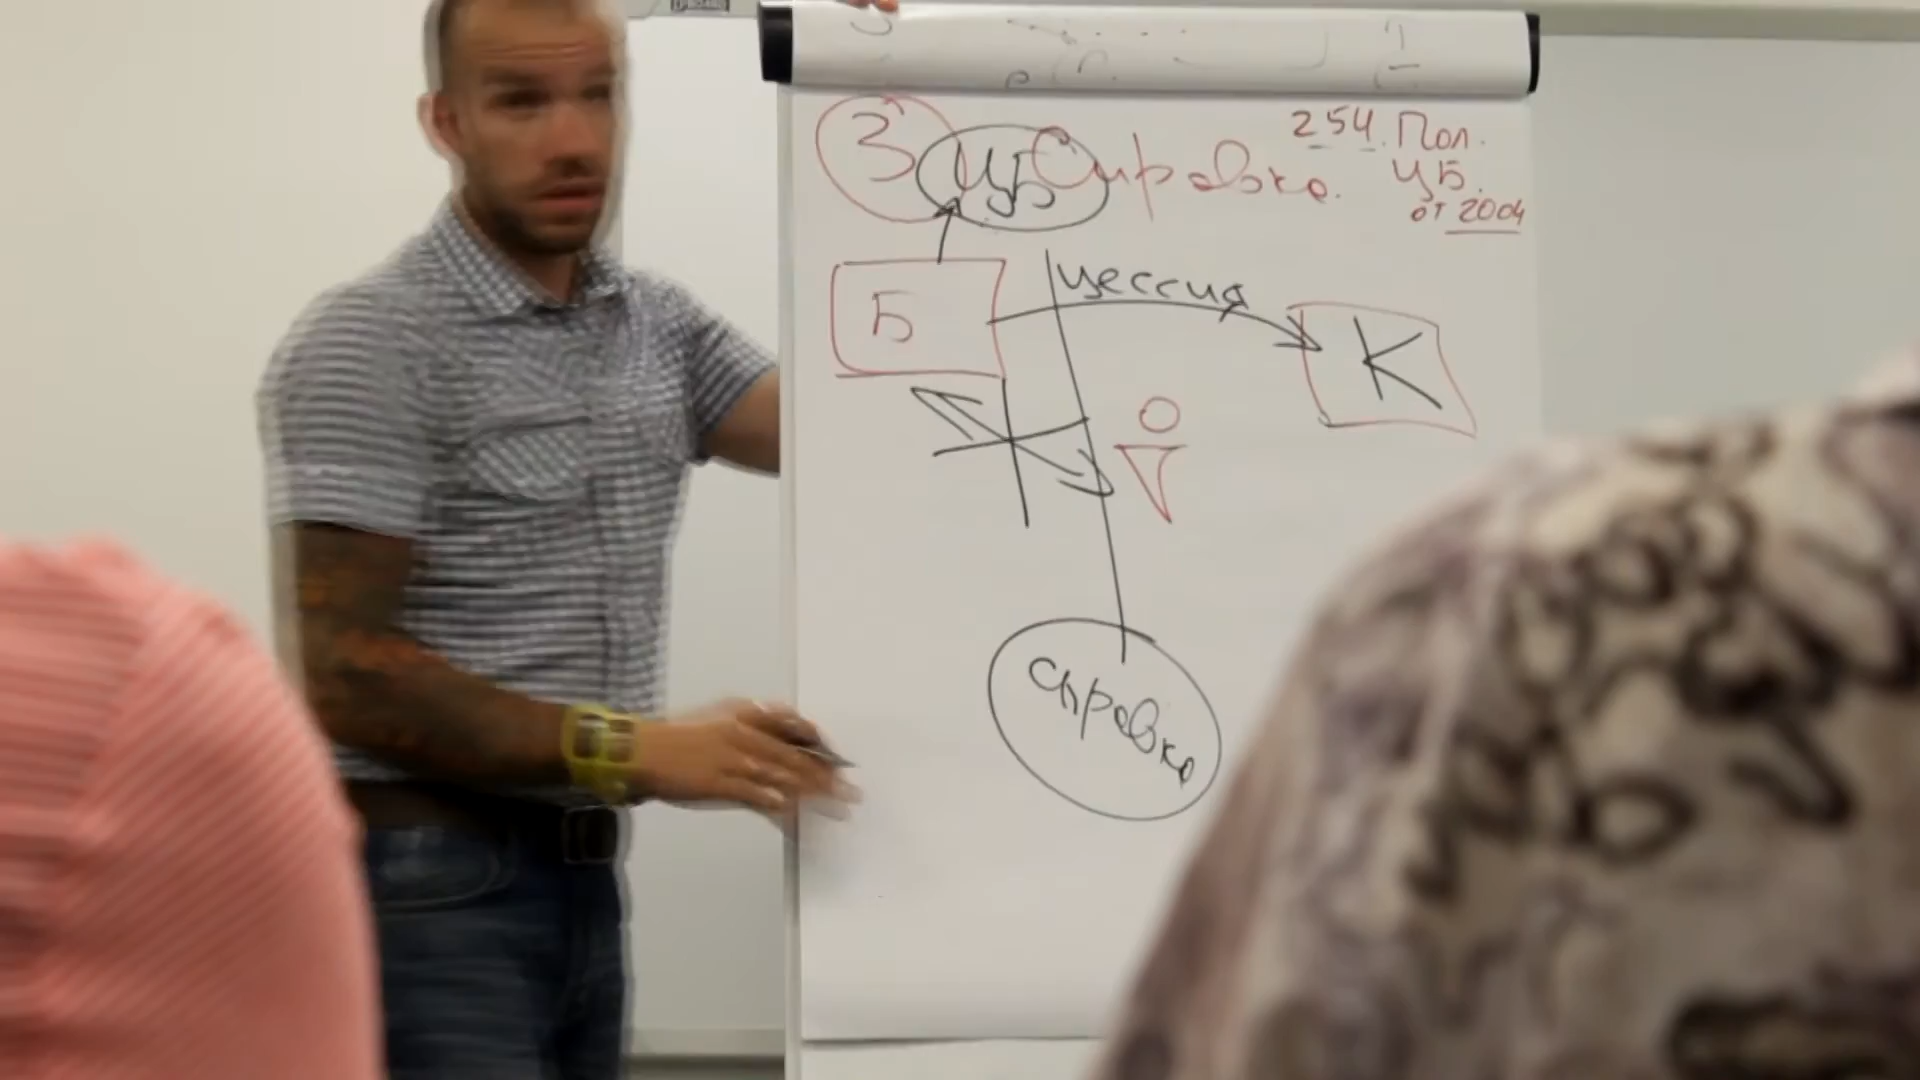 3
ЦБ
Справка.
254. Пол.
ЦБ.
от 2004
Б
цессия
К
справка